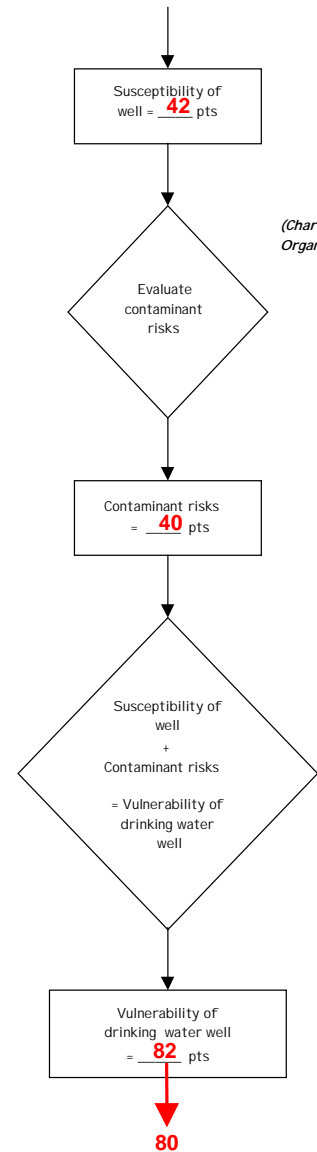 Susceptibility of
well = 42 pts
(Char
Organ
Evaluate
contaminant
risks
Contaminant risks
= 40 pts
Susceptibility of
well
+
Contaminant risks
= Vulnerability of
drinking water
well
Vulnerability of
drinking water well
= 82 pts
80